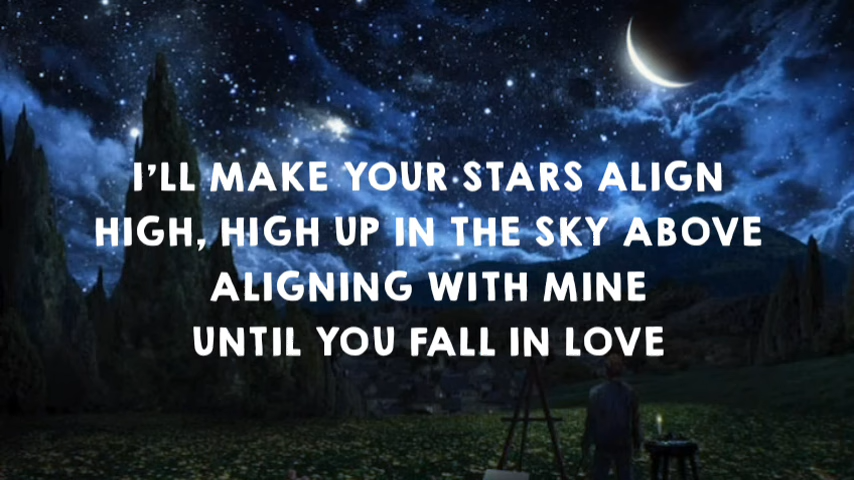 I'LL MAKE YOUR STARS ALIGN
HIGH, HIGH UP IN THE SKY ABOVE
ALIGNING WITH MINE
UNTIL YOU FALL IN LOVE